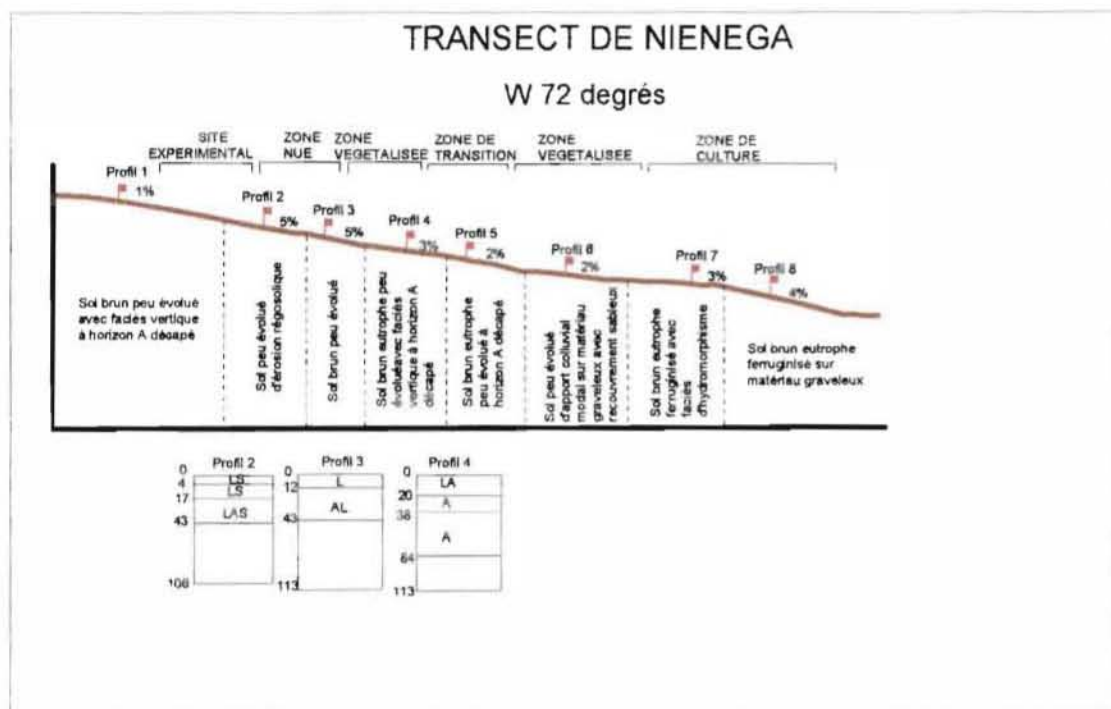 TRANSECT DE NIENEGA
W 72 degrés
SITE
EXPERIMENTAL
ZONE
NUE
ZONE
VEGETALISEE
ZONE DE
TRANSITION
ZONE
VEGETALISEE
ZONE DE
CULTURE
Profil 1
1%
Profil 2
5%
Profil 3
5%
Profil 4
3%
Profil 5
2%
Profil 6
2%
Profil 7
3%
Profil 8
4%
Sol brun peu évolué
avec faciès vertique
à horizon A décapé
Sol peu évolué
d'érosion régosolique
Sol brun peu évolué
Sol brun eutrophe peu
évoluéavec faciès
vertique à horizon A
décapé
Sol brun eutrophe
peu évolué à
horizon A décapé
Sol peu évolué
d'apport colluvial
modal sur matériau
graveleux avec
recouvrement sableux
Sol brun eutrophe
ferruginisé avec
faciès
d'hydromorphisme
Sol brun eutrophe
ferruginisé sur
matériau graveleux
Profil 2
0
LS
4
LS
17
LAS
43
106
Profil 3
0
L
12
AL
43
113
Profil 4
0
LA
20
A
38
A
84
113